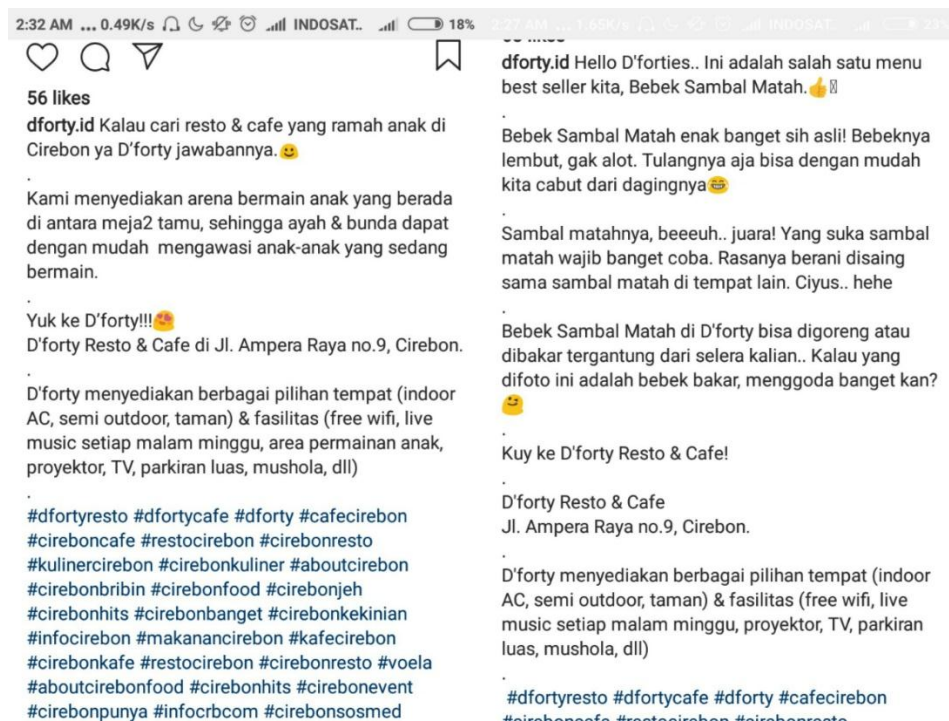 2:32 AM ... 0.49K/s INDOSAT.. 18%
56 likes
dforty.id Kalau cari resto & cafe yang ramah anak di
Cirebon ya D'forty jawabannya.😀
.
Kami menyediakan arena bermain anak yang berada
di antara meja2 tamu, sehingga ayah & bunda dapat
dengan mudah mengawasi anak-anak yang sedang
bermain.
.
Yuk ke D'forty!!!😍
D'forty Resto & Cafe di Jl. Ampera Raya no.9, Cirebon.
.
D'forty menyediakan berbagai pilihan tempat (indoor
AC, semi outdoor, taman) & fasilitas (free wifi, live
music setiap malam minggu, area permainan anak,
proyektor, TV, parkiran luas, mushola, dll)
.
#dfortyresto #dfortycafe #dforty #cafecirebon
#cireboncafe #restocirebon #cirebonresto
#kulinercirebon #cirebonkuliner #aboutcirebon
#cirebonbribin #cirebonfood #cirebonjeh
#cirebonhits #cirebonbanget #cirebonkekinian
#infocirebon #makanancirebon #kafecirebon
#cirebonkafe #restocirebon #cirebonresto #voela
#aboutcirebonfood #cirebonhits #cirebonevent
#cirebonpunya #infocrbcom #cirebonsosmed
2:27 AM ... 1.65K/s INDOSAT..
dforty.id Hello D'forties.. Ini adalah salah satu menu
best seller kita, Bebek Sambal Matah.👍
.
Bebek Sambal Matah enak banget sih asli! Bebeknya
lembut, gak alot. Tulangnya aja bisa dengan mudah
kita cabut dari dagingnya😂
.
Sambal matahnya, beeeuh.. juara! Yang suka sambal
matah wajib banget coba. Rasanya berani disaing
sama sambal matah di tempat lain. Ciyus.. hehe
.
Bebek Sambal Matah di D'forty bisa digoreng atau
dibakar tergantung dari selera kalian.. Kalau yang
difoto ini adalah bebek bakar, menggoda banget kan?
😉
.
Kuy ke D'forty Resto & Cafe!
.
D'forty Resto & Cafe
Jl. Ampera Raya no.9, Cirebon.
.
D'forty menyediakan berbagai pilihan tempat (indoor
AC, semi outdoor, taman) & fasilitas (free wifi, live
music setiap malam minggu, proyektor, TV, parkiran
luas, mushola, dll)
.
#dfortyresto #dfortycafe #dforty #cafecirebon
#cireboncafe #restocirebon #cirebonresto